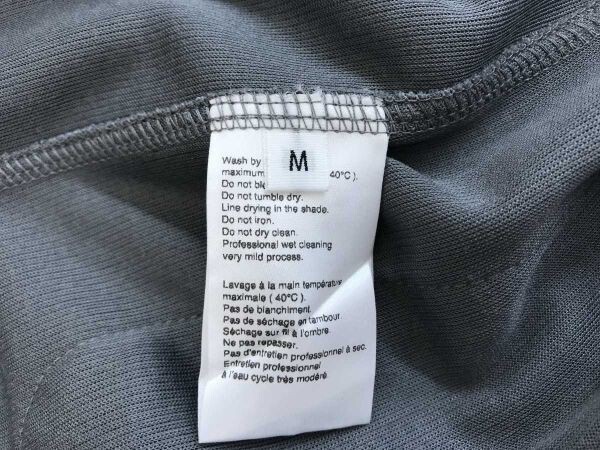 M
Wash by
maximum 40°C ).
Do not
Do not tumble dry.
Line drying in the shade.
Do not iron.
Do not dry clean.
Professional wet cleaning
very mild process.
Lavage à la main température
maximale ( 40°C ).
Pas de blanchiment.
Pas de séchage en tambour.
Séchage sur fil à l'ombre.
Ne pas repasser.
Pas d'entretien professionnel à sec.
Entretien professionnel
à l'eau cycle très modéré